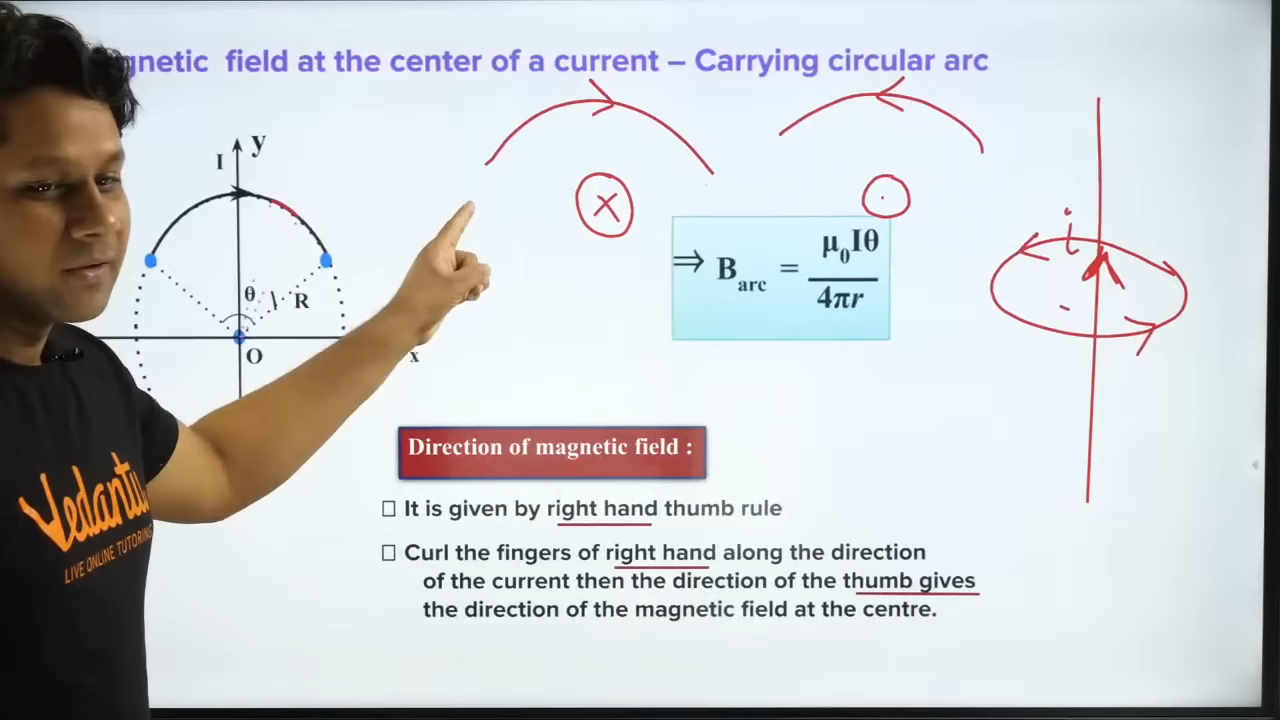 gnetic field at the center of a current – Carrying circular arc
y
I
θ
R
O
x
×
i
⇒ B_arc = μ₀Iθ / 4πr
Direction of magnetic field :
□ It is given by right hand thumb rule
□ Curl the fingers of right hand along the direction
of the current then the direction of the thumb gives
the direction of the magnetic field at the centre.
Vedantu
LIVE ONLINE TUTORING